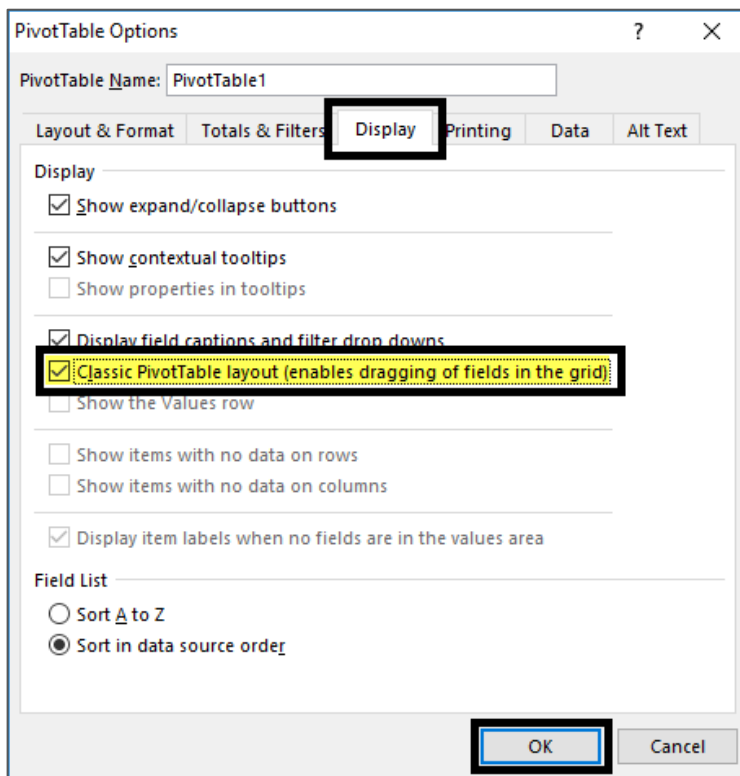 PivotTable Options ? ×
PivotTable Name: PivotTable1
Layout & Format Totals & Filters Display Printing Data Alt Text
Display
Show expand/collapse buttons
Show contextual tooltips
Show properties in tooltips
Display field captions and filter drop downs
Classic PivotTable layout (enables dragging of fields in the grid)
Show the Values row
Show items with no data on rows
Show items with no data on columns
Display item labels when no fields are in the values area
Field List
Sort A to Z
Sort in data source order
OK Cancel